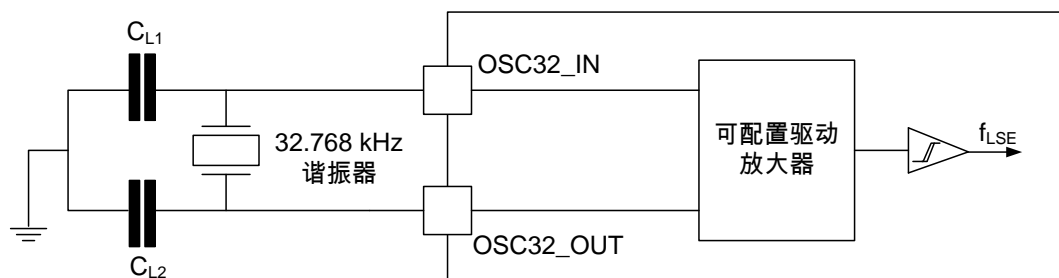 CL1
OSC32_IN
32.768 kHz
谐振器
可配置驱动
放大器
fLSE
OSC32_OUT
CL2